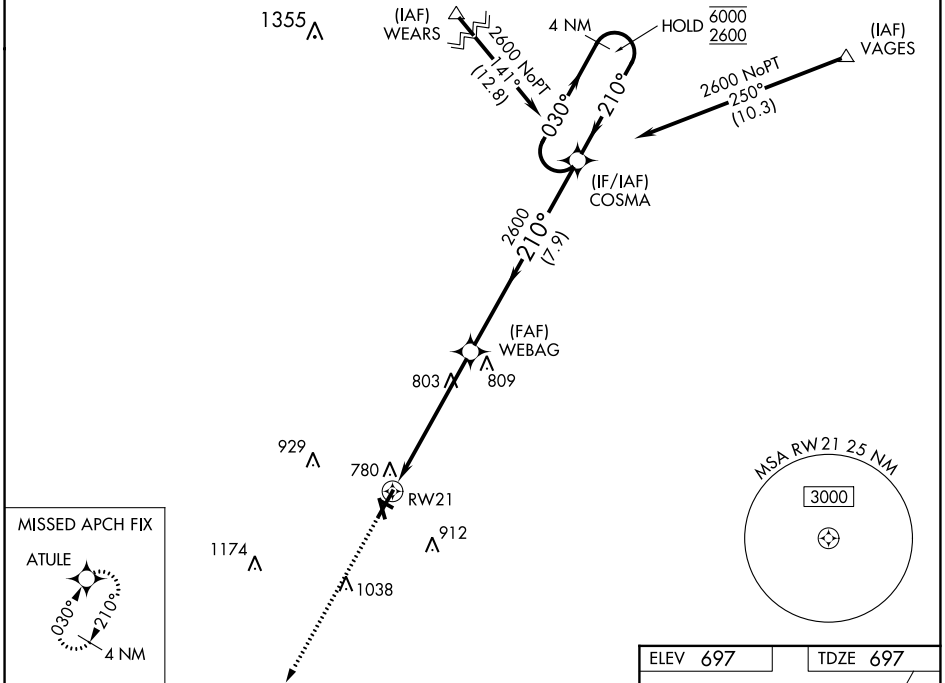 1355
(IAF)
WEARS
2600 NoPT
141°
(12.8)
4 NM
HOLD
6000
2600
030°
210°
(IAF)
VAGES
2600 NoPT
250°
(10.3)
(IF/IAF)
COSMA
2600
210°
(7.9)
(FAF)
WEBAG
803
809
929
780
RW21
912
1174
1038
MISSED APCH FIX
ATULE
030°
210°
4 NM
MSA RW21 25 NM
3000
ELEV 697
TDZE 697